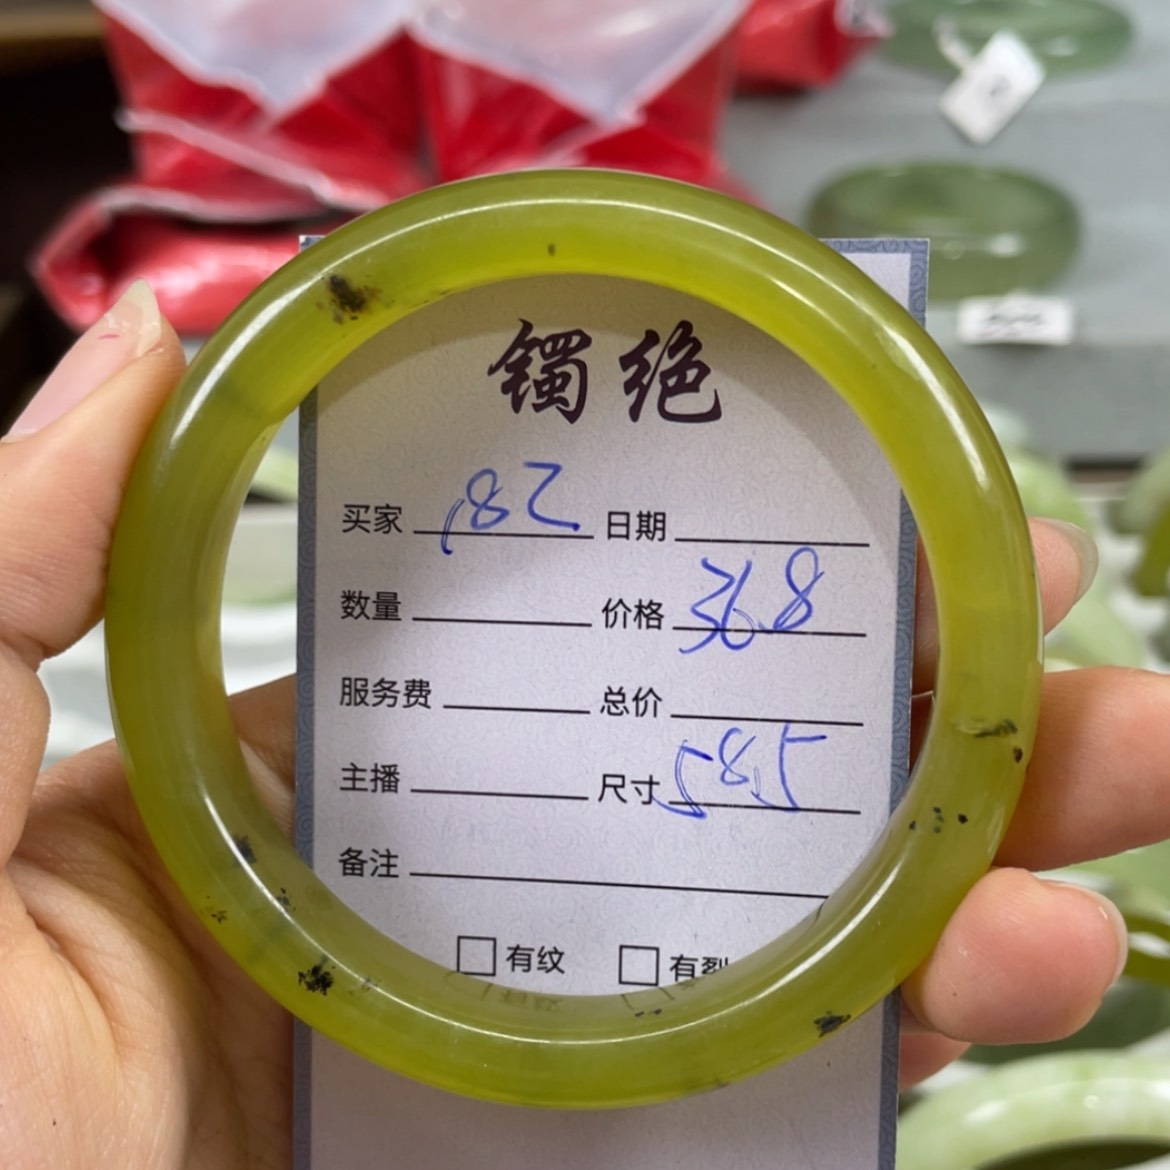 镯绝
买家 182 日期
数量 价格 368
服务费 总价
主播 尺寸 58.5
备注
有纹 有裂